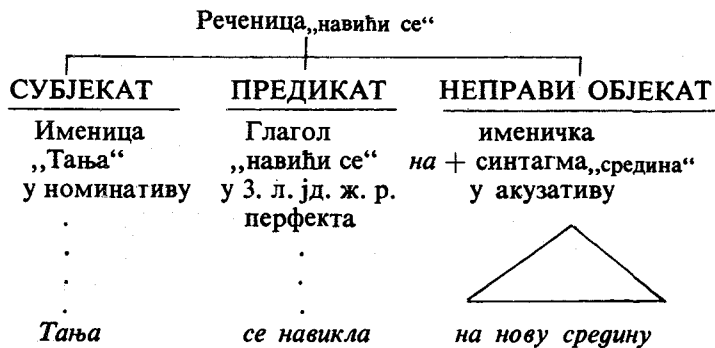 Реченица„навићи се“
СУБЈЕКАТ ПРЕДИКАТ НЕПРАВИ ОБЈЕКАТ
Именица Глагол именичка
„Тања“ „навићи се“ на + синтагма„средина“
у номинативу у 3. л. јд. ж. р. у акузативу
перфекта
Тања се навикла на нову средину